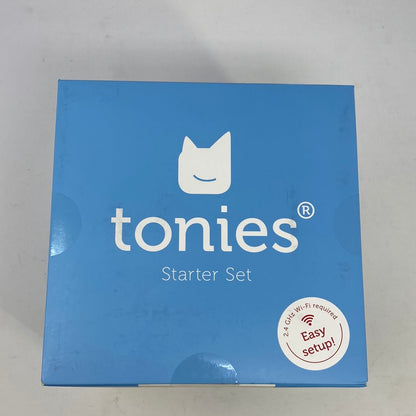 tonies®
Starter Set
2.4 GHz Wi-Fi required
Easy
setup!